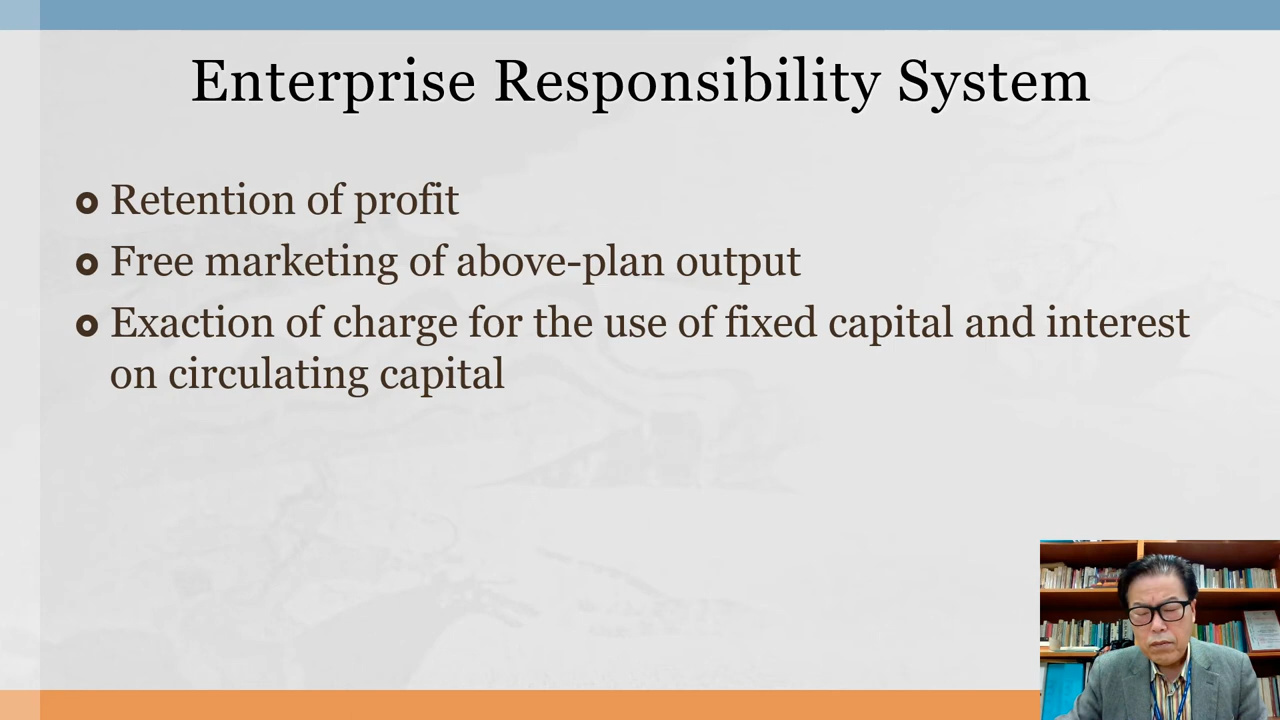 Enterprise Responsibility System
Retention of profit
Free marketing of above-plan output
Exaction of charge for the use of fixed capital and interest
on circulating capital